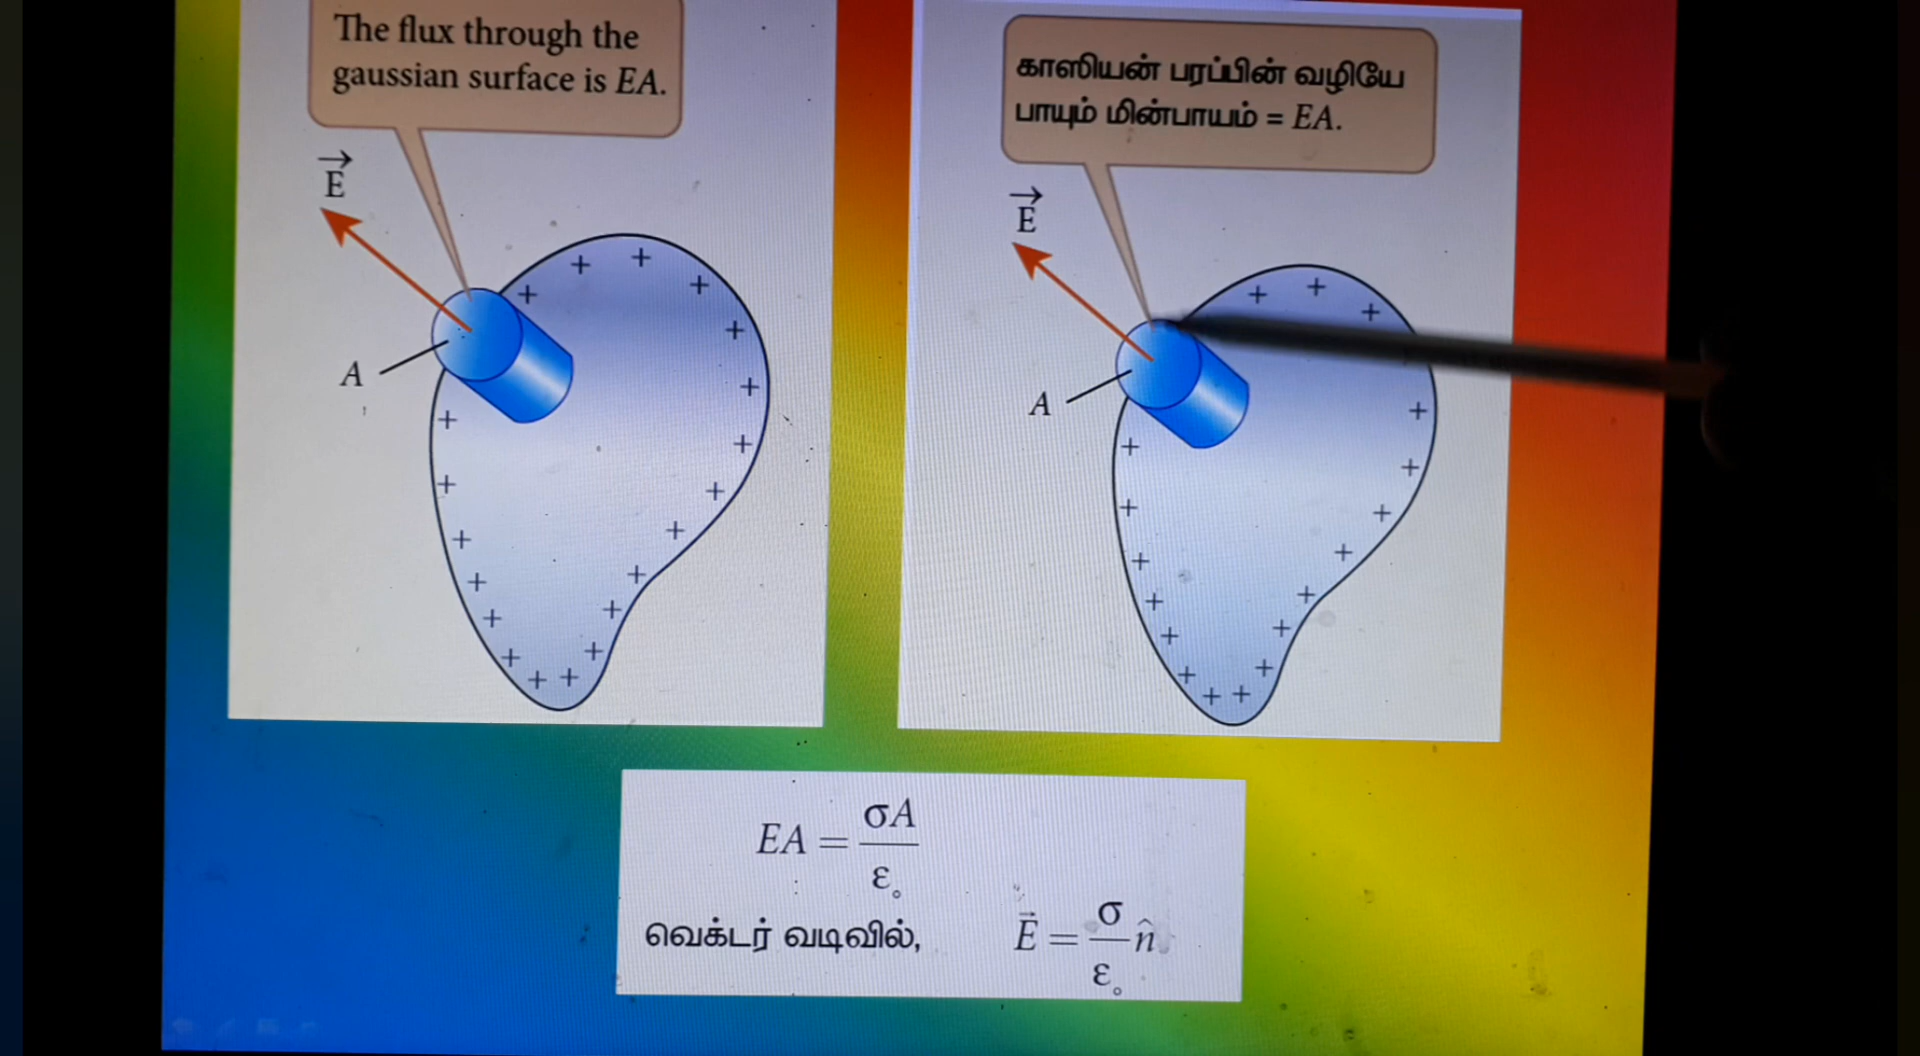 The flux through the
gaussian surface is EA.
E⃗
A
காஸியன் பரப்பின் வழியே
பாயும் மின்பாயம் = EA.
E⃗
A
EA = σA / ε₀
வெக்டர் வடிவில், E⃗ = σ / ε₀ n̂